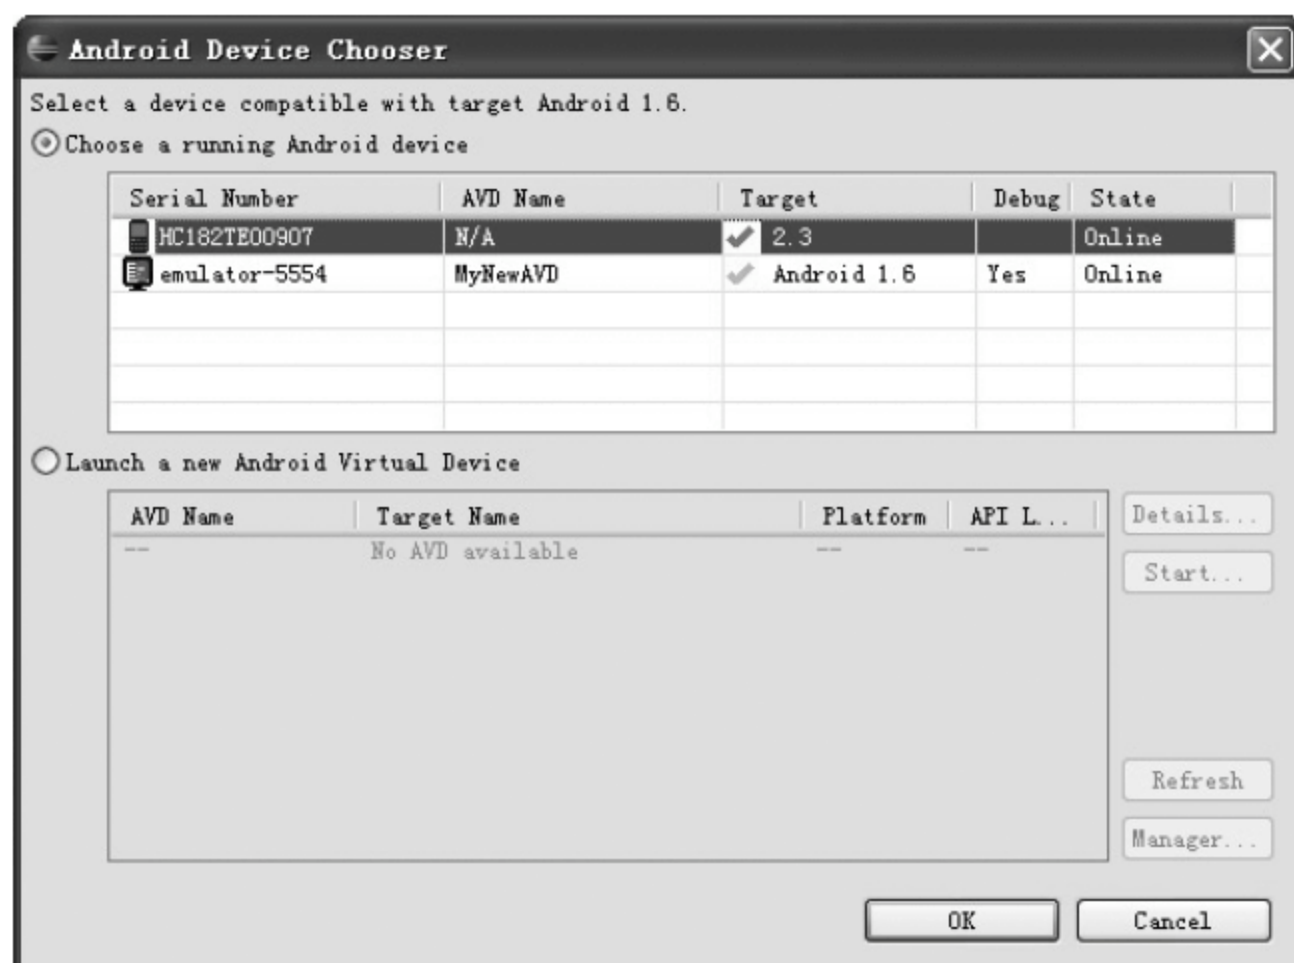 Android Device Chooser
Select a device compatible with target Android 1.6.
Choose a running Android device
Serial Number AVD Name Target Debug State
HC182TE00907 N/A 2.3 Online
emulator-5554 MyNewAVD Android 1.6 Yes Online
Launch a new Android Virtual Device
AVD Name Target Name Platform API L...
-- No AVD available -- --
Details...
Start...
Refresh
Manager...
OK Cancel